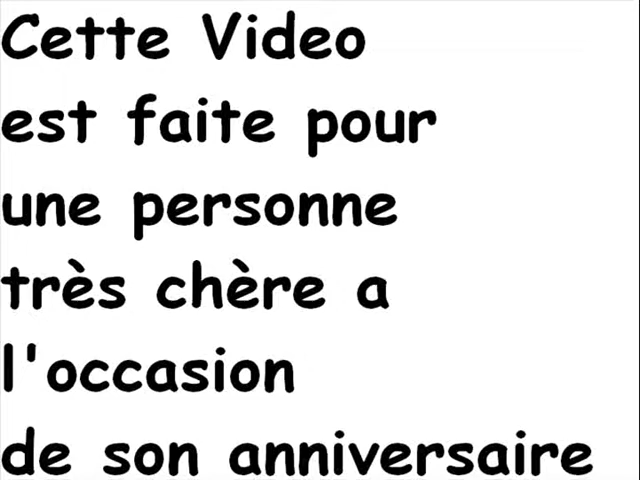 Cette Video
est faite pour
une personne
très chère a
l'occasion
de son anniversaire